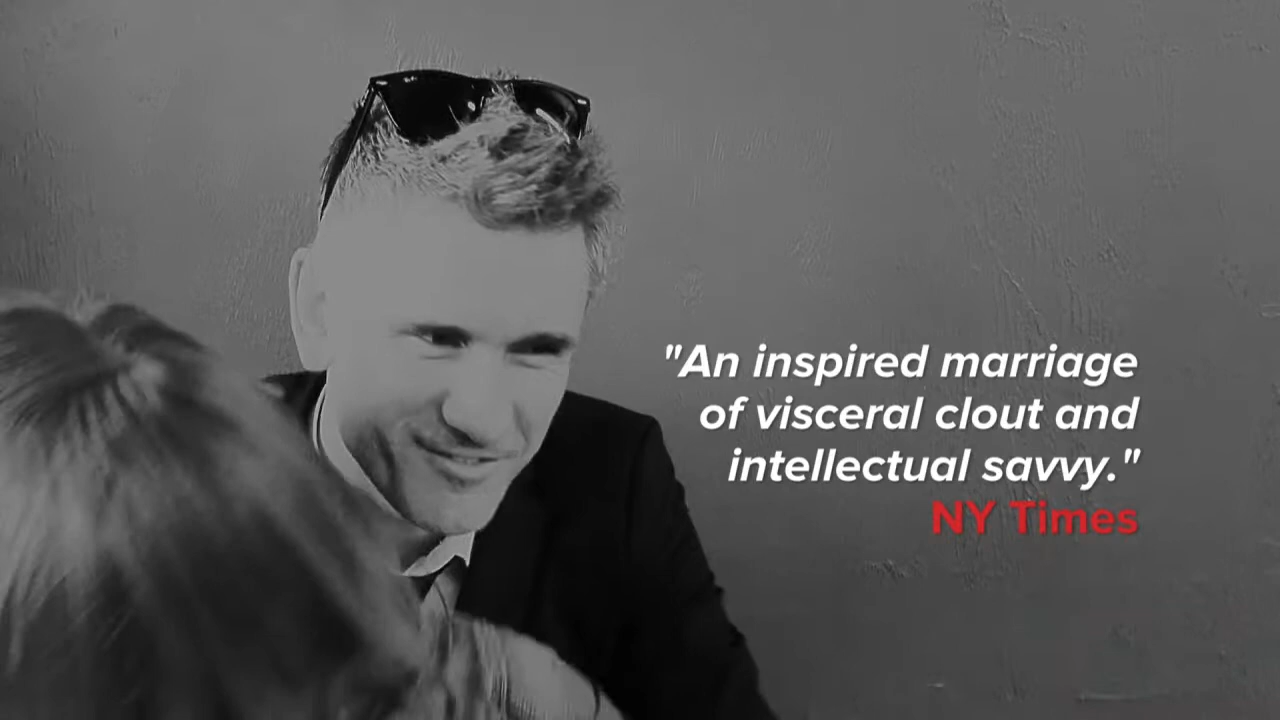 "An inspired marriage
of visceral clout and
intellectual savvy."
NY Times